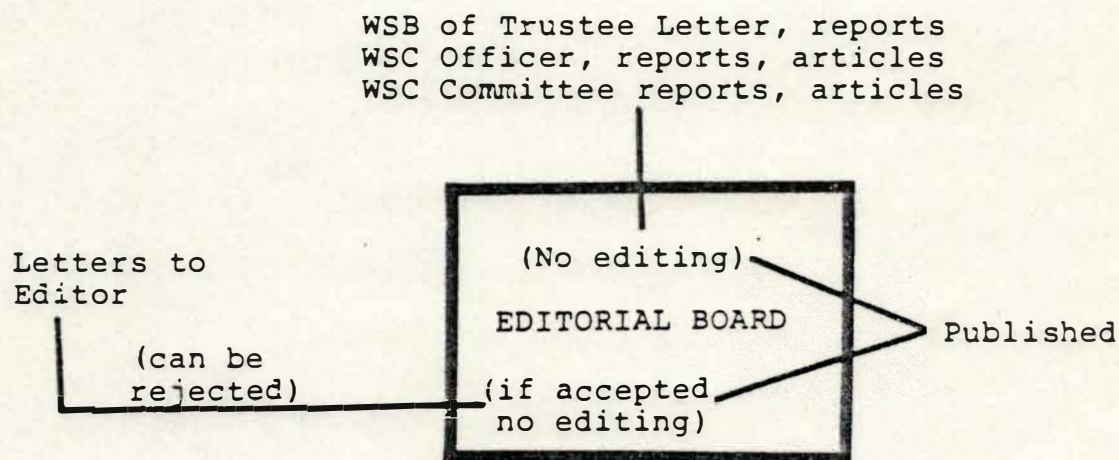 WSB of Trustee Letter, reports
WSC Officer, reports, articles
WSC Committee reports, articles
(No editing)
Letters to
Editor
EDITORIAL BOARD
Published
(can be
rejected)
(if accepted
no editing)